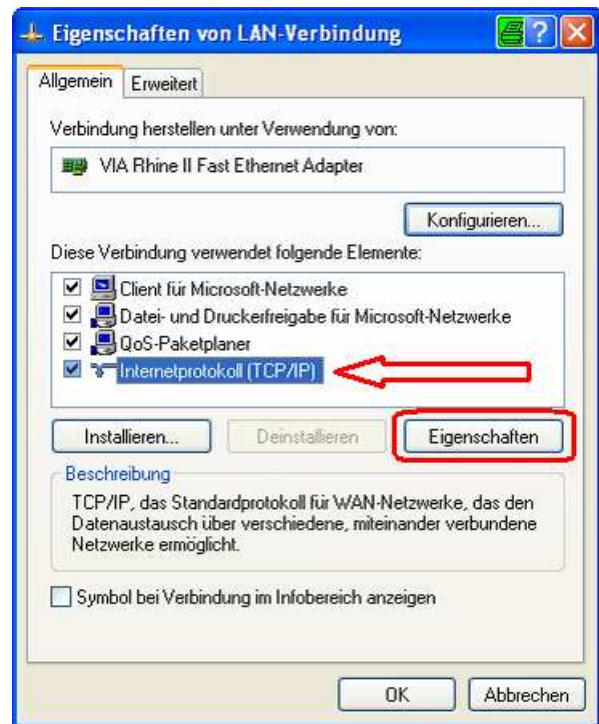 Eigenschaften von LAN-Verbindung
?
Allgemein
Erweitert
Verbindung herstellen unter Verwendung von:
VIA Rhine II Fast Ethernet Adapter
Konfigurieren...
Diese Verbindung verwendet folgende Elemente:
Client für Microsoft-Netzwerke
Datei- und Druckerfreigabe für Microsoft-Netzwerke
QoS-Paketplaner
Internetprotokoll (TCP/IP)
Installieren...
Deinstallieren
Eigenschaften
Beschreibung
TCP/IP, das Standardprotokoll für WAN-Netzwerke, das den
Datenaustausch über verschiedene, miteinander verbundene
Netzwerke ermöglicht.
Symbol bei Verbindung im Infobereich anzeigen
OK
Abbrechen